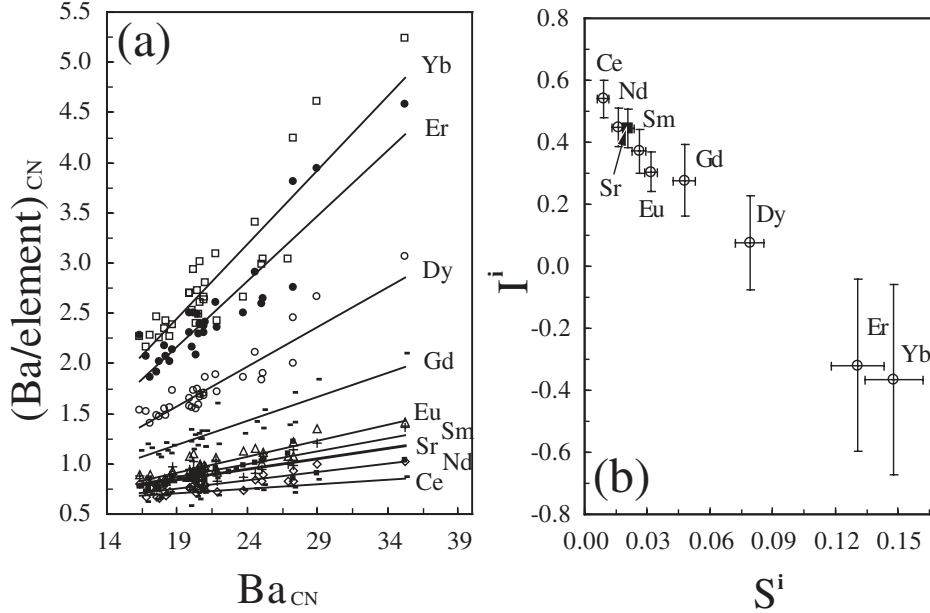 (a)
5.5
5.0
4.5
4.0
3.5
3.0
2.5
2.0
1.5
1.0
0.5
(Ba/element)CN
Yb
Er
Dy
Gd
Eu
Sm
Sr
Nd
Ce
14 19 24 29 34 39
BaCN
(b)
0.8
0.6
0.4
0.2
0.0
-0.2
-0.4
-0.6
-0.8
I^i
Ce
Nd
Sm
Sr
Eu
Gd
Dy
Er
Yb
0.00 0.03 0.06 0.09 0.12 0.15
S^i